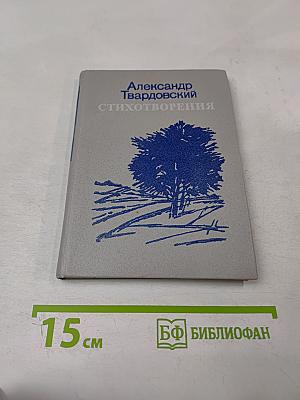 Александр
Твардовский
СТИХОТВОРЕНИЯ
15 см
БФ БИБЛИОФАН